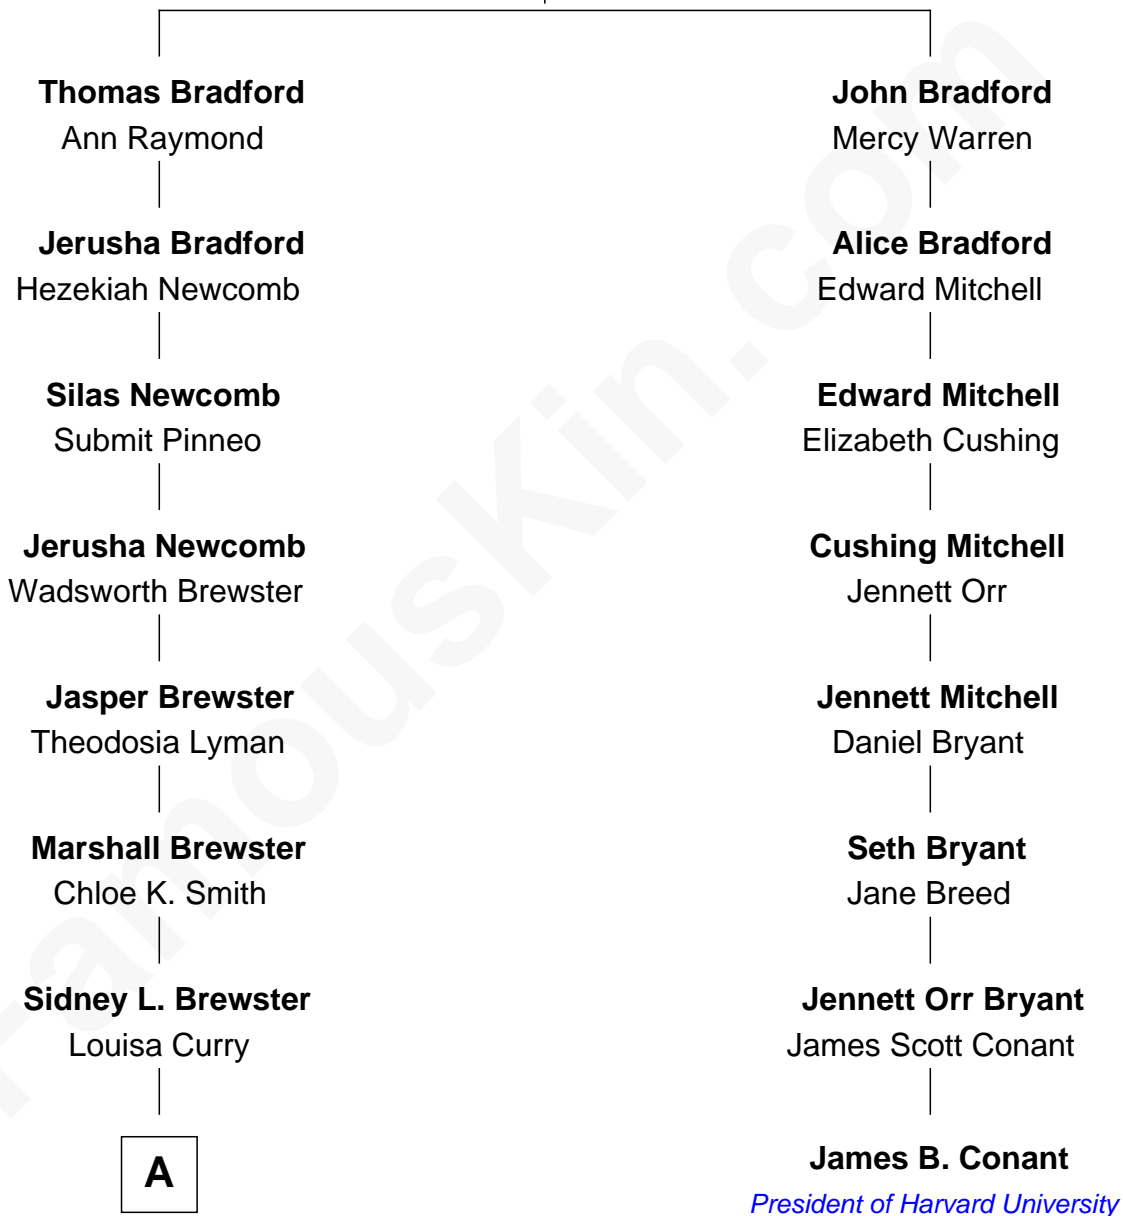 Thomas Bradford
Ann Raymond
John Bradford
Mercy Warren
Jerusha Bradford
Hezekiah Newcomb
Alice Bradford
Edward Mitchell
Silas Newcomb
Submit Pinneo
Edward Mitchell
Elizabeth Cushing
Jerusha Newcomb
Wadsworth Brewster
Cushing Mitchell
Jennett Orr
Jasper Brewster
Theodosia Lyman
Jennett Mitchell
Daniel Bryant
Marshall Brewster
Chloe K. Smith
Seth Bryant
Jane Breed
Sidney L. Brewster
Louisa Curry
Jennett Orr Bryant
James Scott Conant
A
James B. Conant
President of Harvard University
FamousKin.com